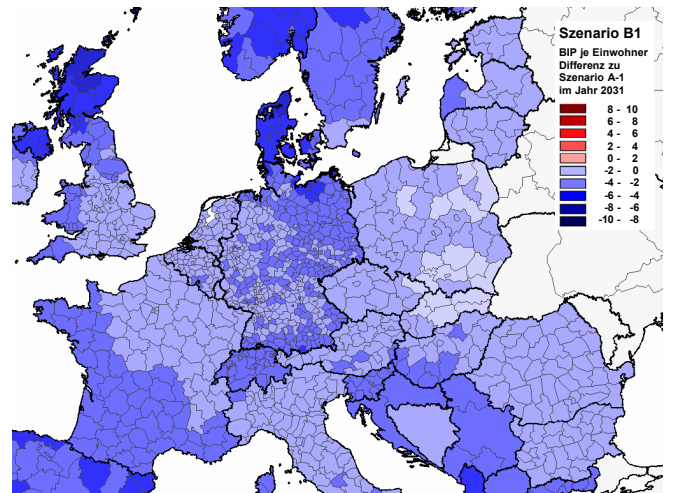 Szenario B1
BIP je Einwohner
Differenz zu
Szenario A-1
im Jahr 2031
8 - 10
6 - 8
4 - 6
2 - 4
0 - 2
-2 - 0
-4 - -2
-6 - -4
-8 - -6
-10 - -8